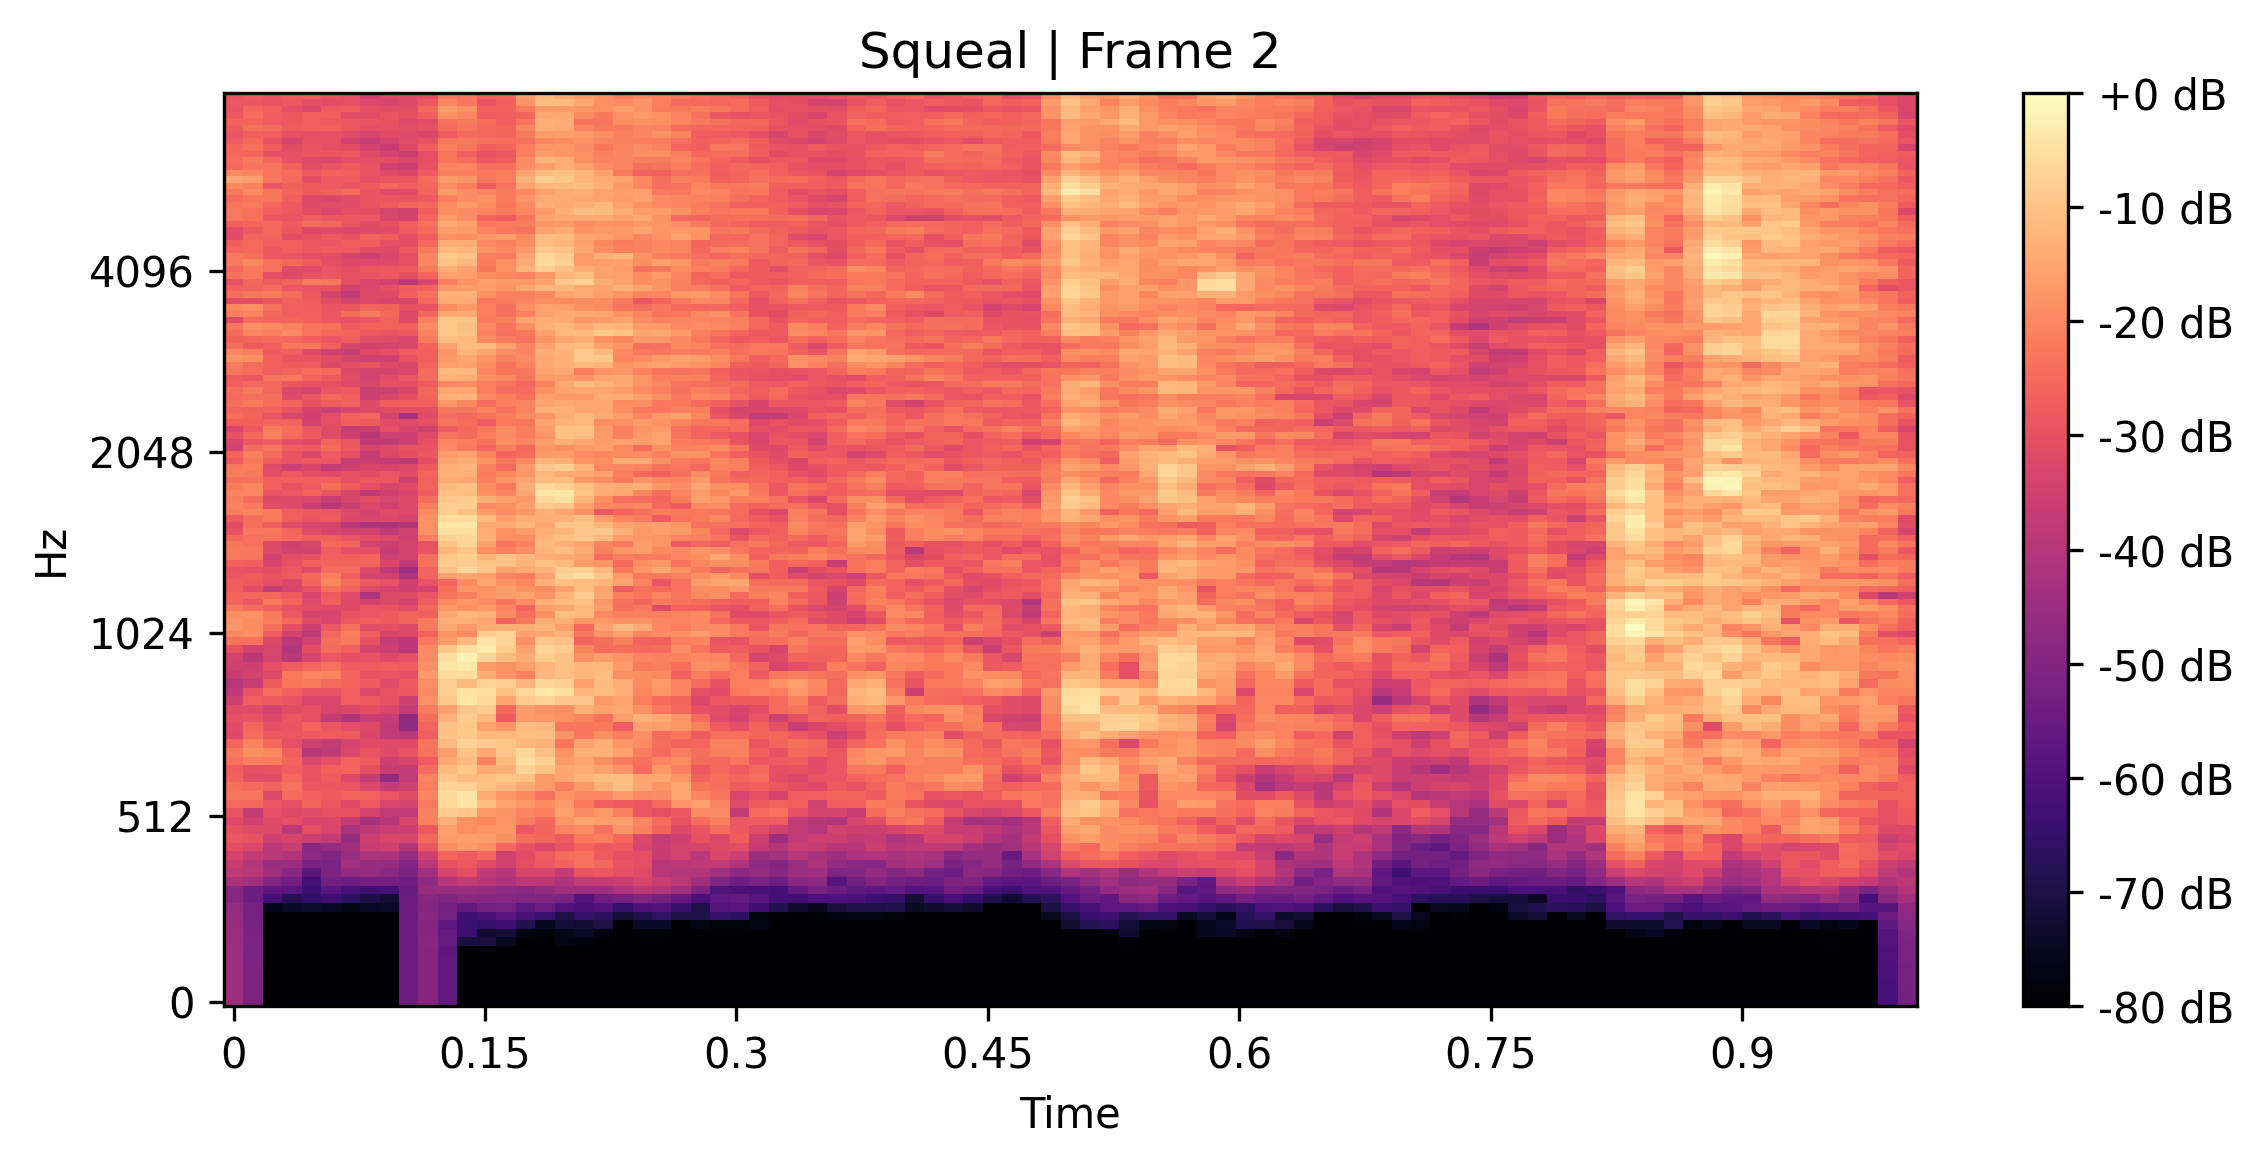 Squeal | Frame 2
Hz
4096
2048
1024
512
0
0 0.15 0.3 0.45 0.6 0.75 0.9
Time
+0 dB
-10 dB
-20 dB
-30 dB
-40 dB
-50 dB
-60 dB
-70 dB
-80 dB